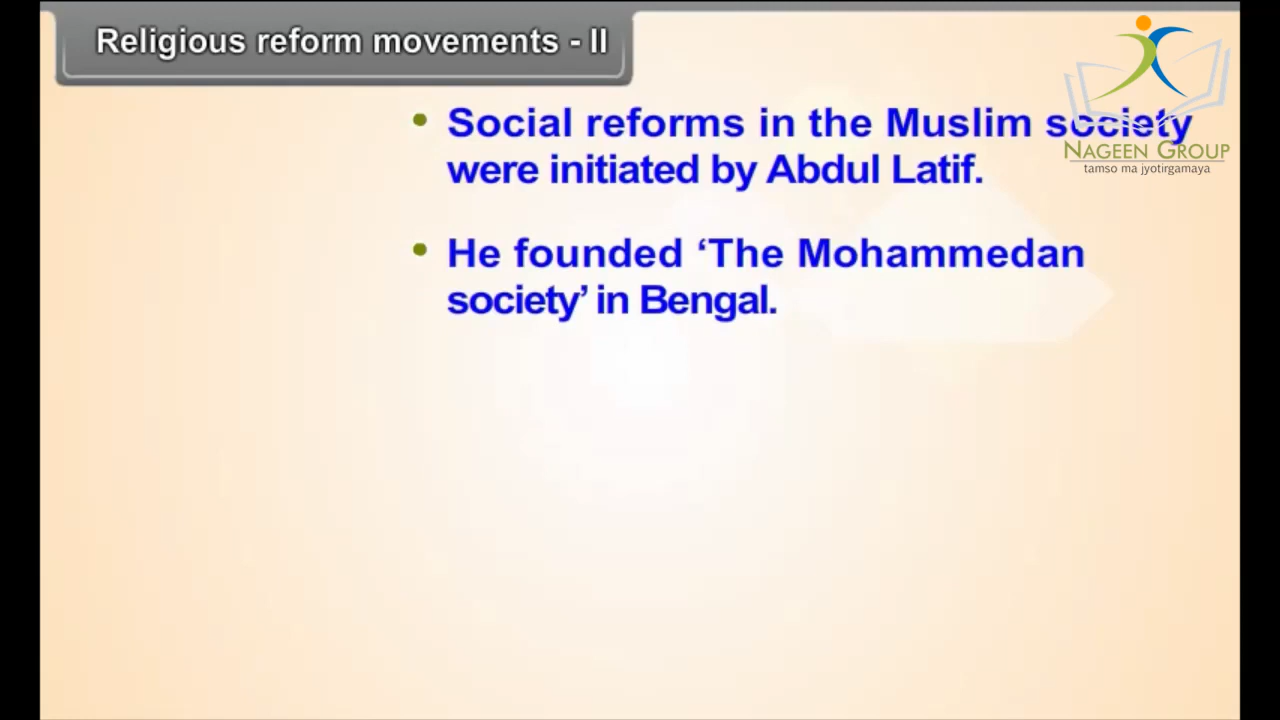 Religious reform movements - II
• Social reforms in the Muslim society
were initiated by Abdul Latif.
• He founded ‘The Mohammedan
society’ in Bengal.
NAGEEN GROUP
tamso ma jyotirgamaya